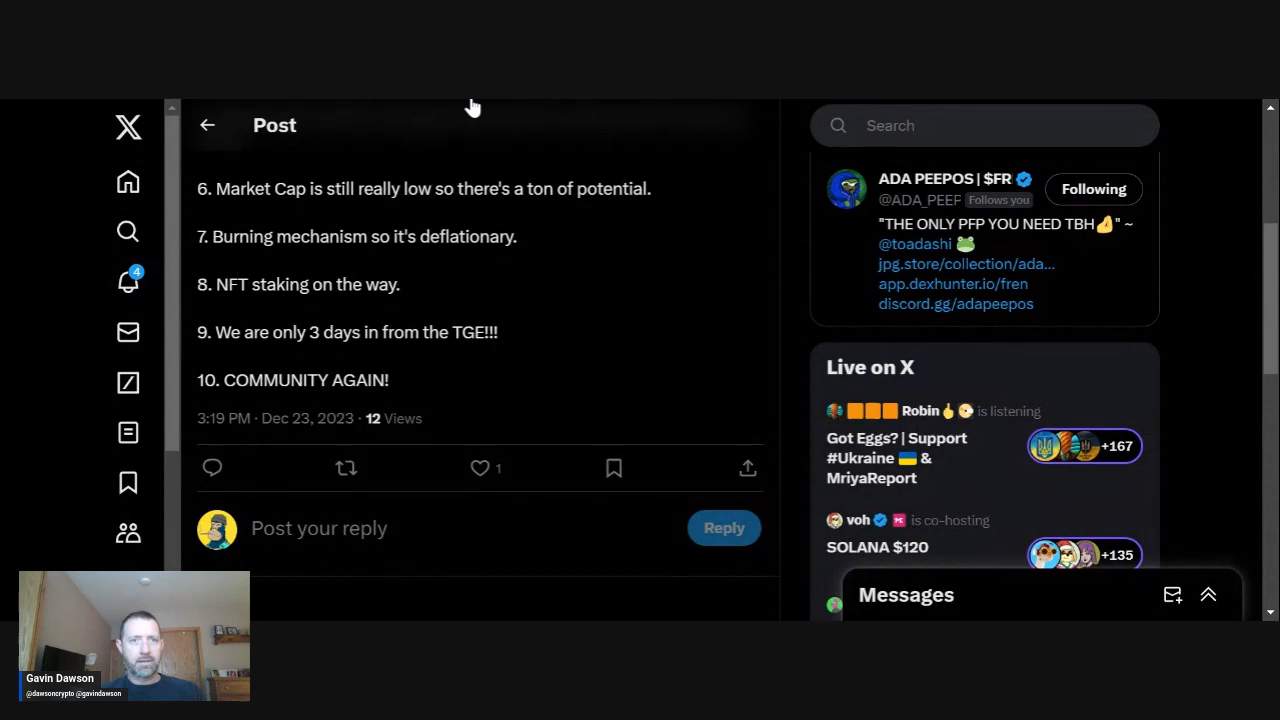 Post
6. Market Cap is still really low so there's a ton of potential.
7. Burning mechanism so it's deflationary.
8. NFT staking on the way.
9. We are only 3 days in from the TGE!!!
10. COMMUNITY AGAIN!
3:19 PM · Dec 23, 2023 · 12 Views
1
Post your reply
Reply
4
Search
ADA PEEPOS | $FR
@ADA_PEEP Follows you
Following
"THE ONLY PFP YOU NEED TBH🤌" ~
@toadashi 🐸
jpg.store/collection/ada...
app.dexhunter.io/fren
discord.gg/adapeepos
Live on X
Robin is listening
Got Eggs? | Support
#Ukraine 🇺🇦 &
MriyaReport
+167
voh is co-hosting
SOLANA $120
+135
Messages
Gavin Dawson
@dawsoncrypto @gavindawson